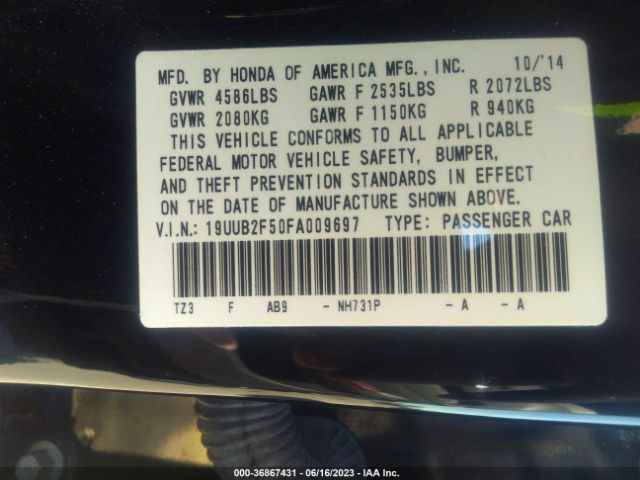 MFD. BY HONDA OF AMERICA MFG., INC. 10/'14
GVWR 4586LBS GAWR F 2535LBS R 2072LBS
GVWR 2080KG GAWR F 1150KG R 940KG
THIS VEHICLE CONFORMS TO ALL APPLICABLE
FEDERAL MOTOR VEHICLE SAFETY, BUMPER,
AND THEFT PREVENTION STANDARDS IN EFFECT
ON THE DATE OF MANUFACTURE SHOWN ABOVE.
V.I.N.: 19UUB2F50FA009697 TYPE: PASSENGER CAR
TZ3 F AB9 - NH731P - A - A
000-36867431 - 06/16/2023 - IAA Inc.